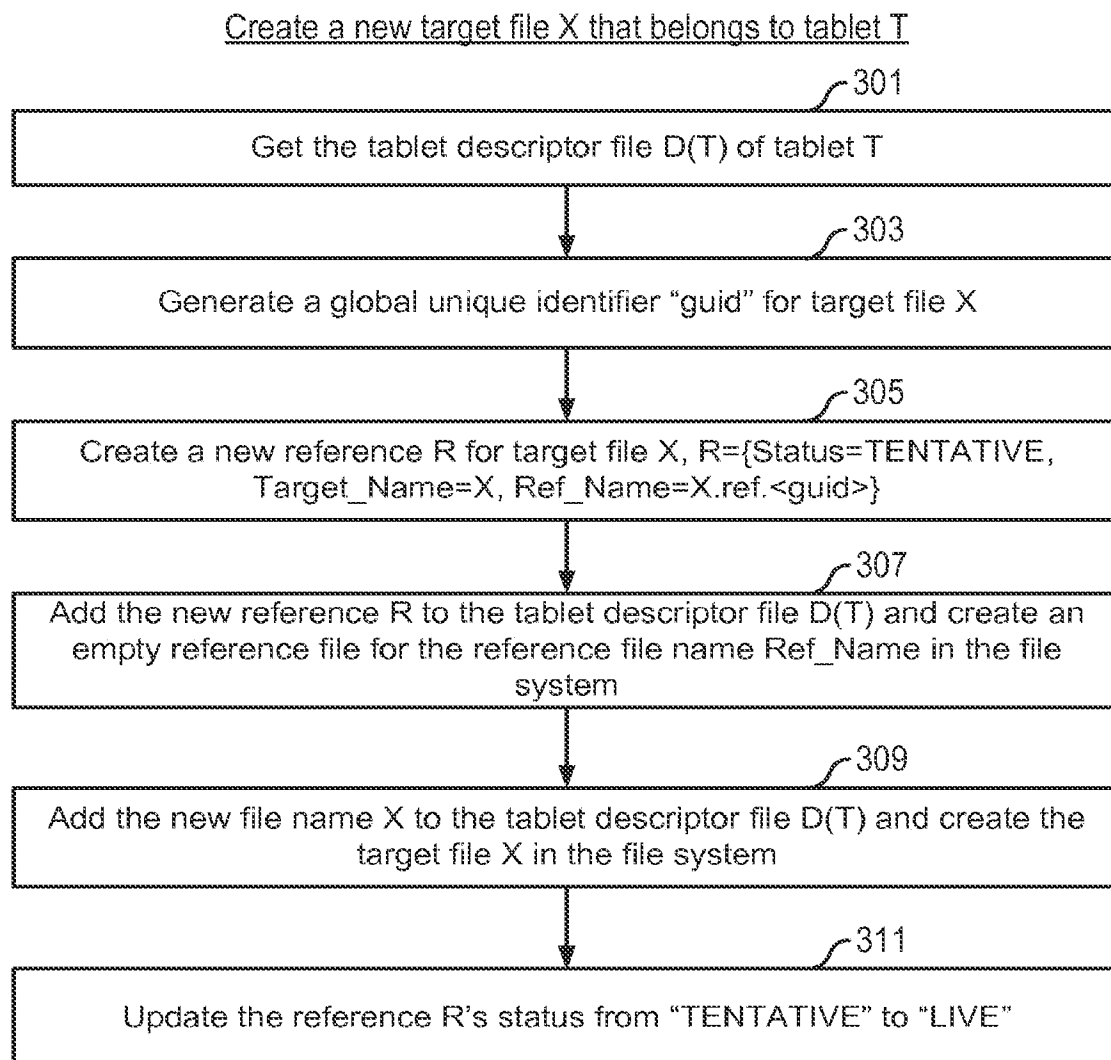 Create a new target file X that belongs to tablet T
301
Get the tablet descriptor file D(T) of tablet T
303
Generate a global unique identifier “guid” for target file X
305
Create a new reference R for target file X, R={Status=TENTATIVE,
Target_Name=X, Ref_Name=X.ref.<guid>}
307
Add the new reference R to the tablet descriptor file D(T) and create an
empty reference file for the reference file name Ref_Name in the file
system
309
Add the new file name X to the tablet descriptor file D(T) and create the
target file X in the file system
311
Update the reference R's status from “TENTATIVE” to “LIVE”